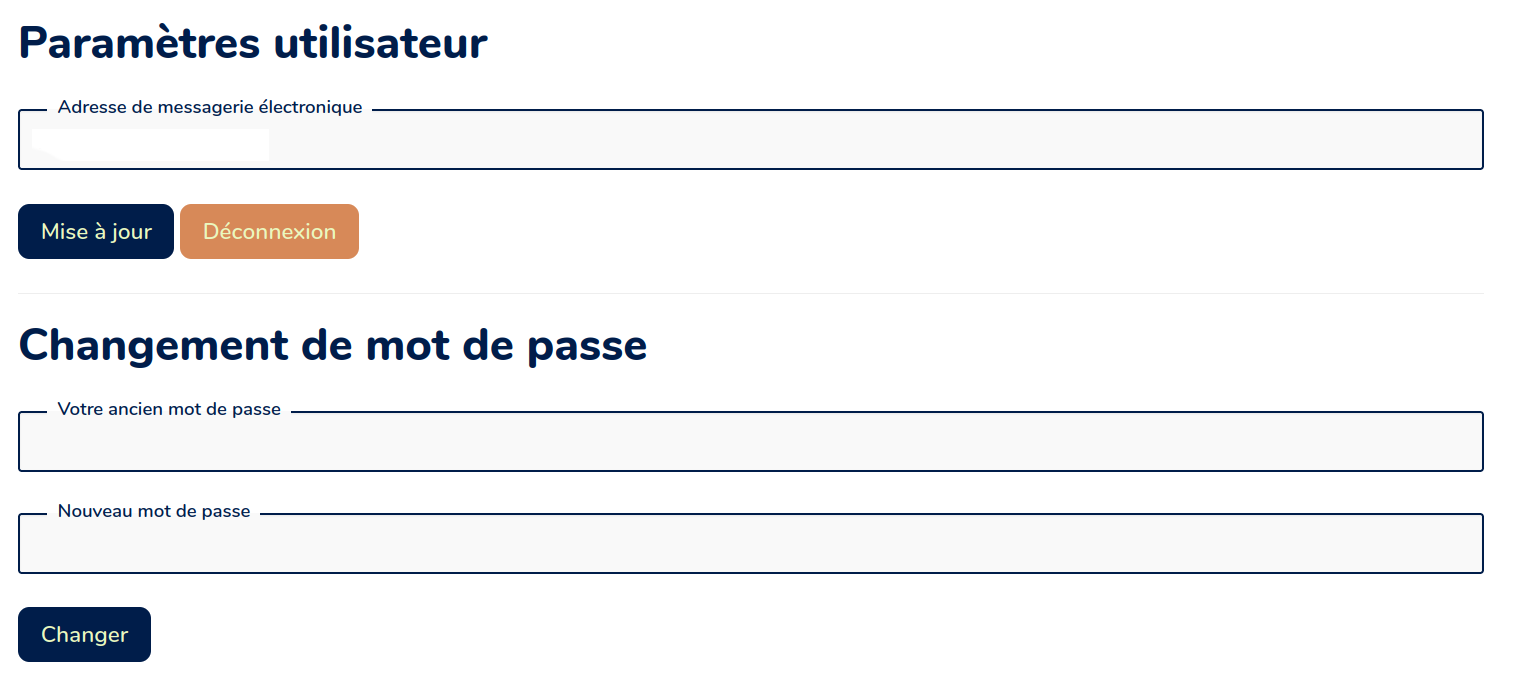 Paramètres utilisateur
Adresse de messagerie électronique
Mise à jour Déconnexion
Changement de mot de passe
Votre ancien mot de passe
Nouveau mot de passe
Changer